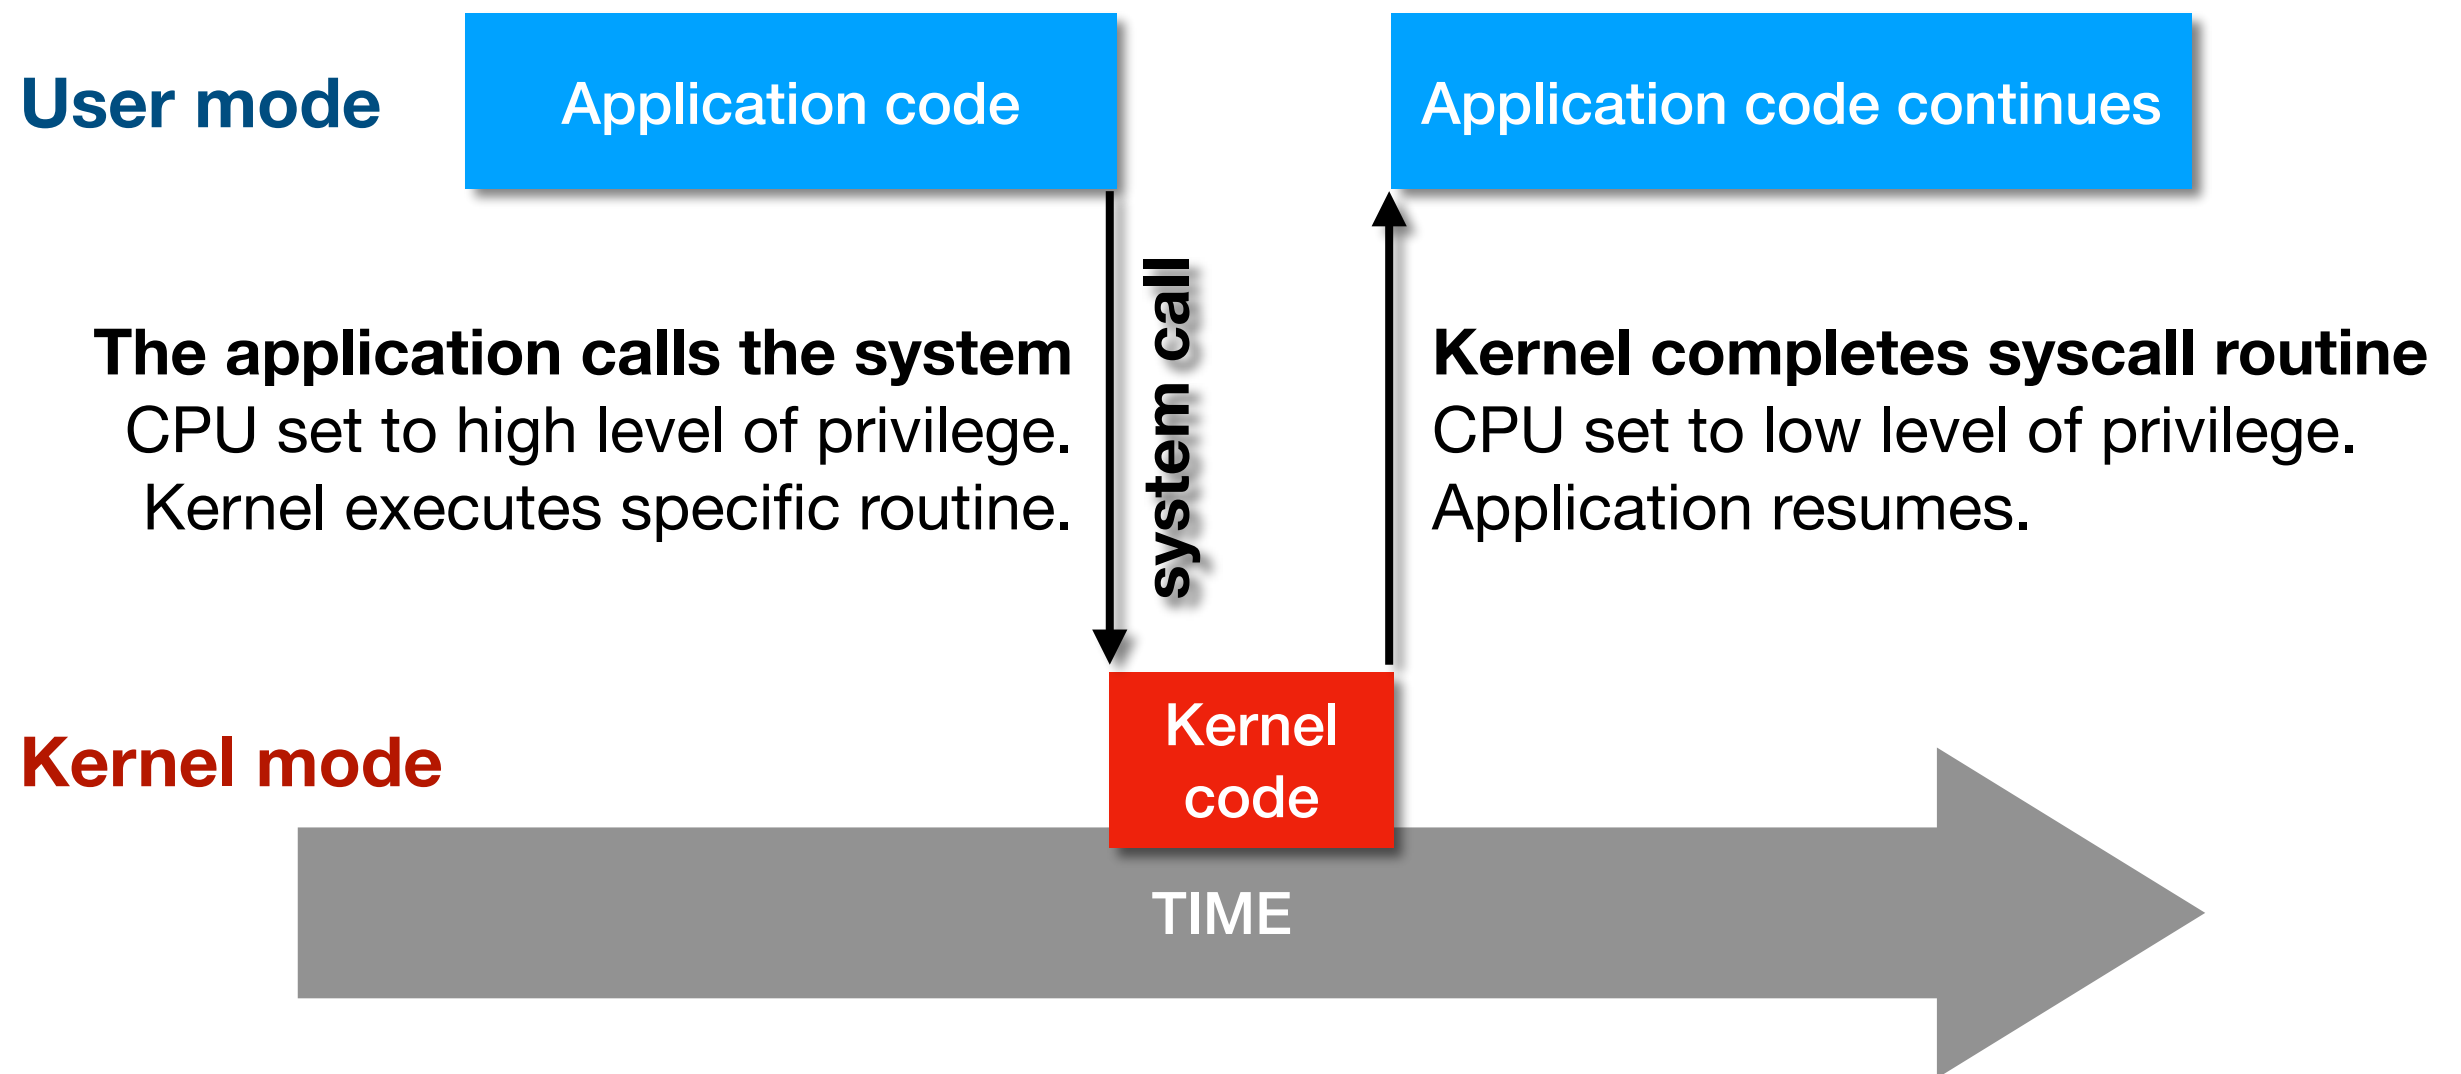 User mode
Application code
Application code continues
The application calls the system
CPU set to high level of privilege.
Kernel executes specific routine.
system call
Kernel completes syscall routine
CPU set to low level of privilege.
Application resumes.
Kernel mode
Kernel
code
TIME